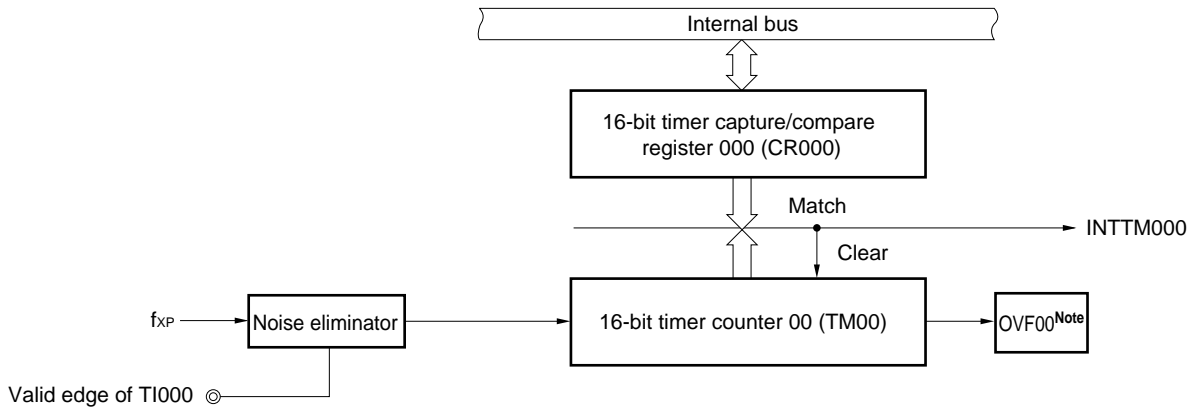 Internal bus
16-bit timer capture/compare
register 000 (CR000)
Match
INTTM000
Clear
fXP
Noise eliminator
16-bit timer counter 00 (TM00)
OVF00Note
Valid edge of TI000